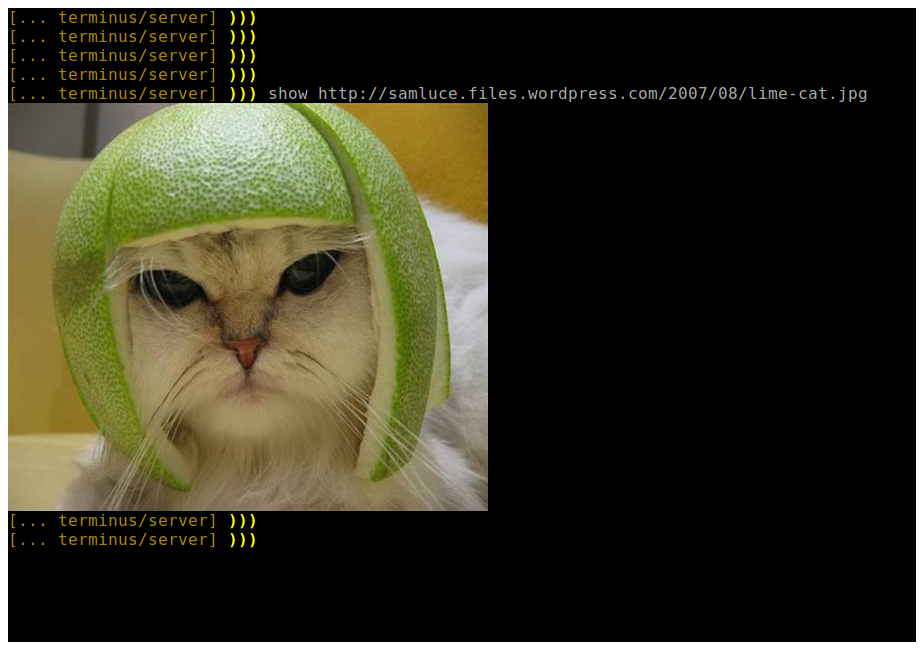 [... terminus/server] )))
[... terminus/server] )))
[... terminus/server] )))
[... terminus/server] )))
[... terminus/server] ))) show http://samluce.files.wordpress.com/2007/08/lime-cat.jpg
[... terminus/server] )))
[... terminus/server] )))